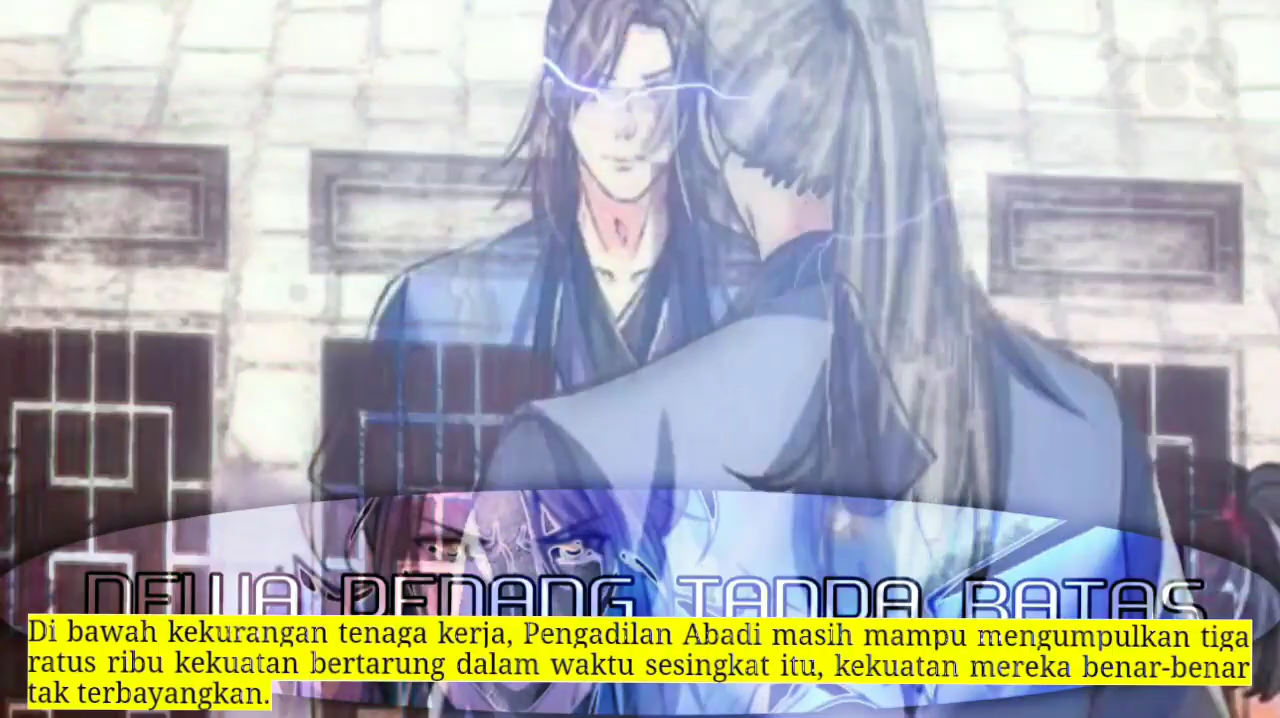 269
DEWA PEDANG TANPA BATAS
Di bawah kekurangan tenaga kerja, Pengadilan Abadi masih mampu mengumpulkan tiga
ratus ribu kekuatan bertarung dalam waktu sesingkat itu, kekuatan mereka benar-benar
tak terbayangkan.